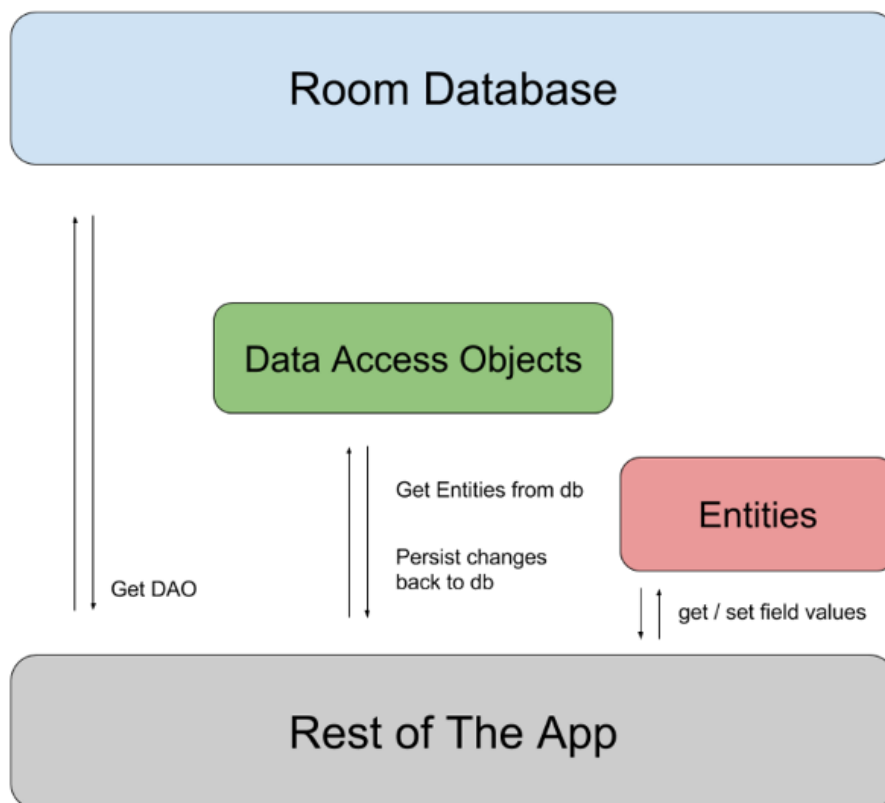 Room Database
Data Access Objects
Get Entities from db
Entities
Persist changes
back to db
Get DAO
get / set field values
Rest of The App